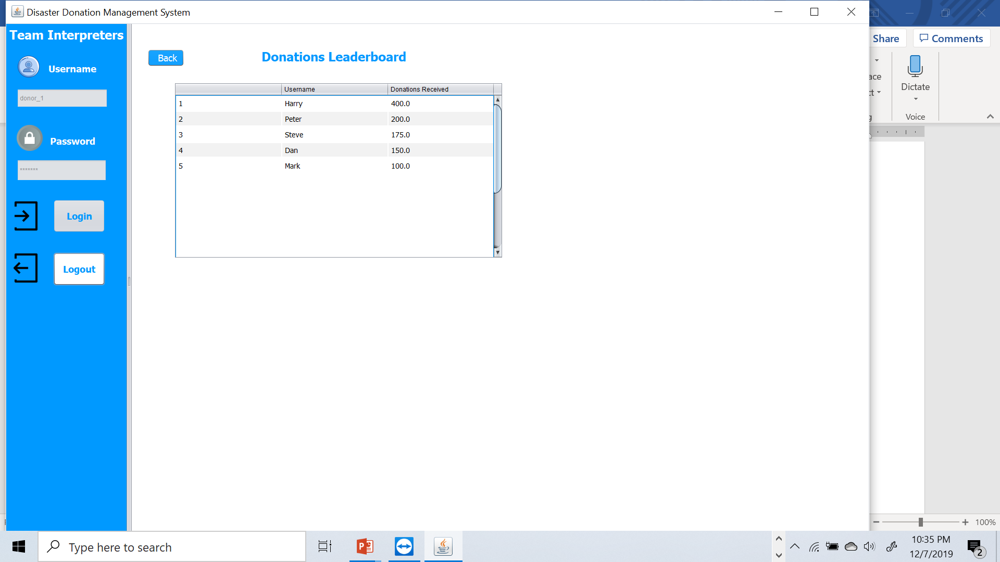 Disaster Donation Management System
Team Interpreters
Username
donor_1
Password
*******
Login
Logout
Back
Donations Leaderboard
Username Donations Received
1 Harry 400.0
2 Peter 200.0
3 Steve 175.0
4 Dan 150.0
5 Mark 100.0
Share
Comments
Dictate
Voice
100%
Type here to search
10:35 PM
12/7/2019
2